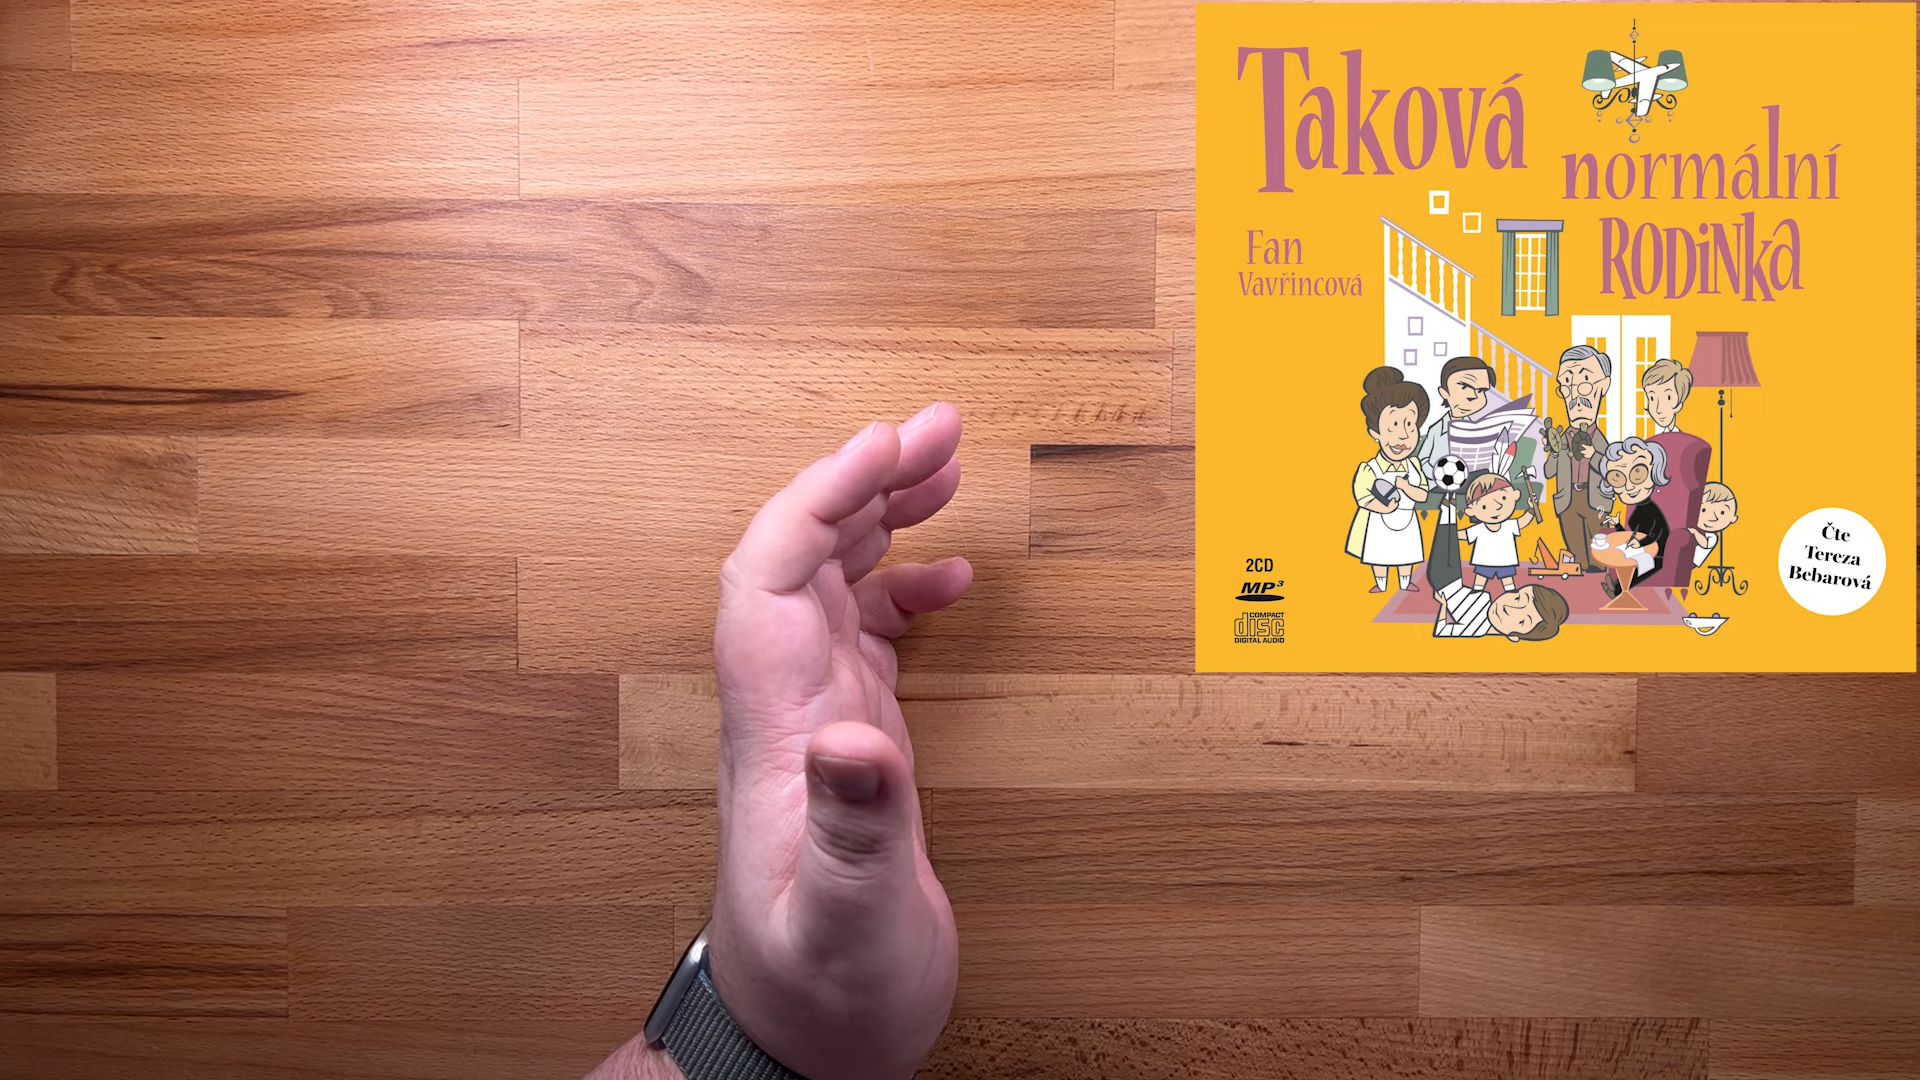 Taková
normální
RODiNka
Fan
Vavřincová
2CD
MP3
COMPACT
disc
DIGITAL AUDIO
Čte
Tereza
Bebarová